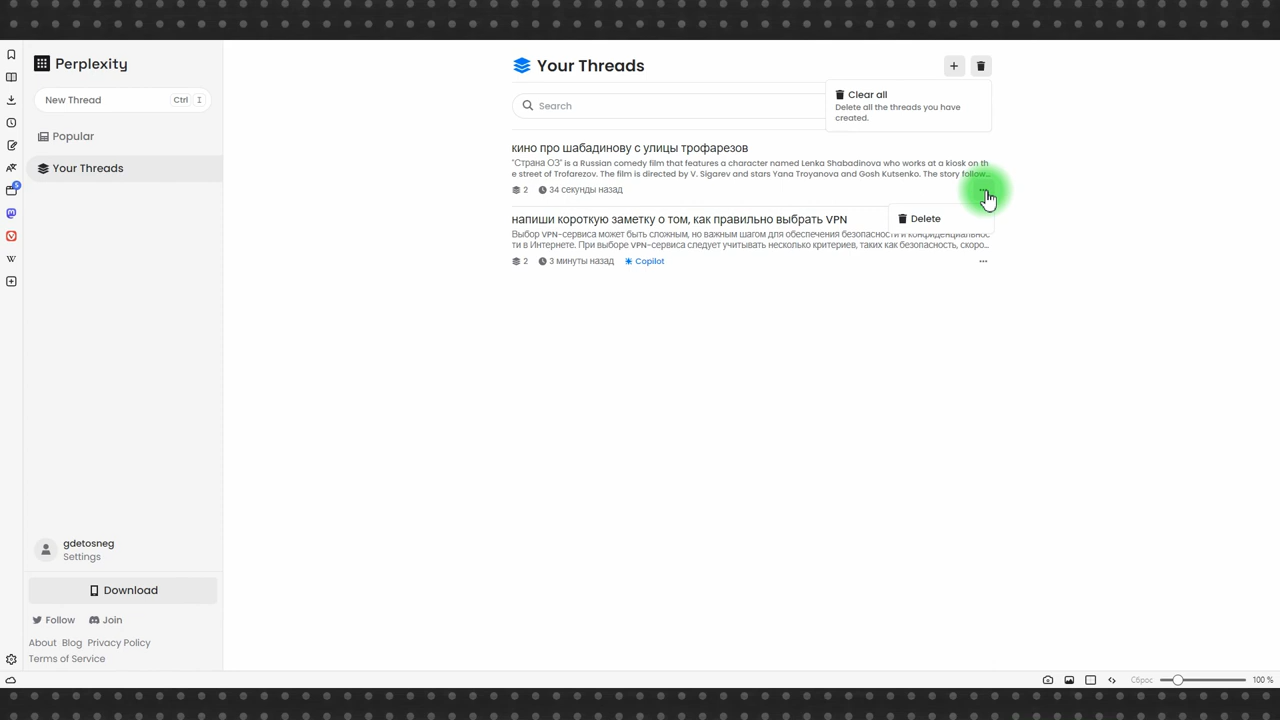 Perplexity
New Thread Ctrl I
Popular
Your Threads
5
W
gdetosneg
Settings
Download
Follow Join
About Blog Privacy Policy
Terms of Service
Your Threads
Search
Clear all
Delete all the threads you have
created.
кино про шабадинову с улицы трофарезов
"Страна ОЗ" is a Russian comedy film that features a character named Lenka Shabadinova who works at a kiosk on th
e street of Trofarezov. The film is directed by V. Sigarev and stars Yana Troyanova and Gosh Kutsenko. The story follow...
2 34 секунды назад
Delete
напиши короткую заметку о том, как правильно выбрать VPN
Выбор VPN-сервиса может быть сложным, но важным шагом для обеспечения безопасности и конфиденциальнос
ти в Интернете. При выборе VPN-сервиса следует учитывать несколько критериев, таких как безопасность, скоро...
2 3 минуты назад Copilot
Сброс 100 %